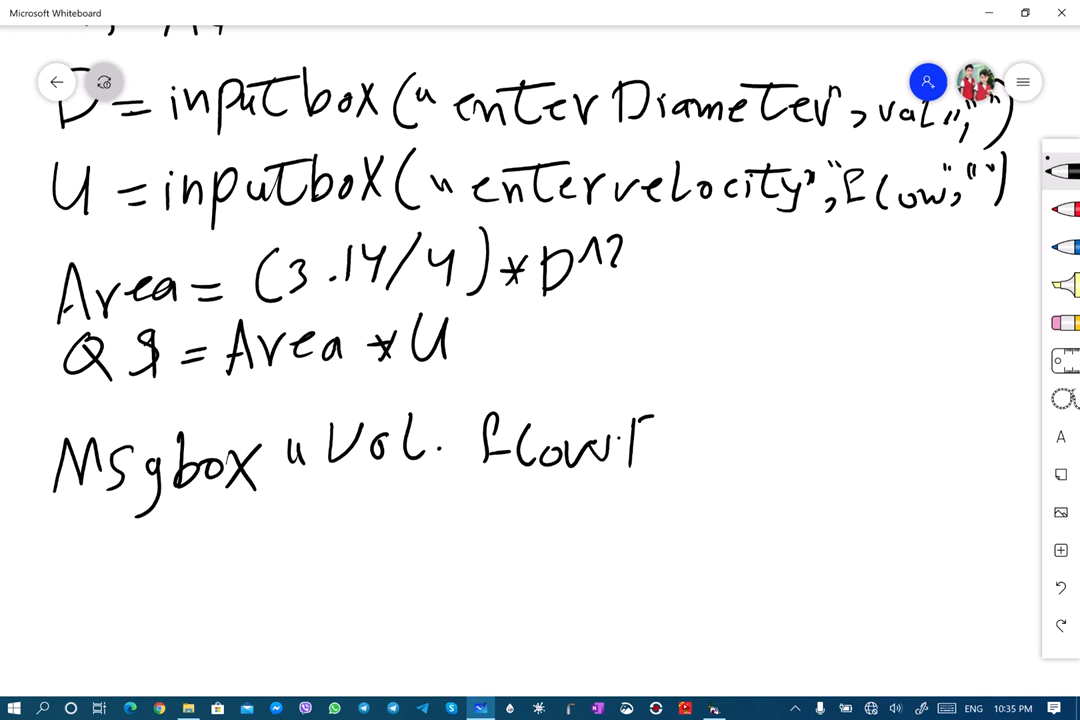 Microsoft Whiteboard
D = inputbox(" enter Diameter", val", "")
U = inputbox(" enter velocity", "flow", "")
Area = (3.14/4) * D^2
Q = Area * U
Msgbox " Vol. flow.r
A
ENG 10:35 PM